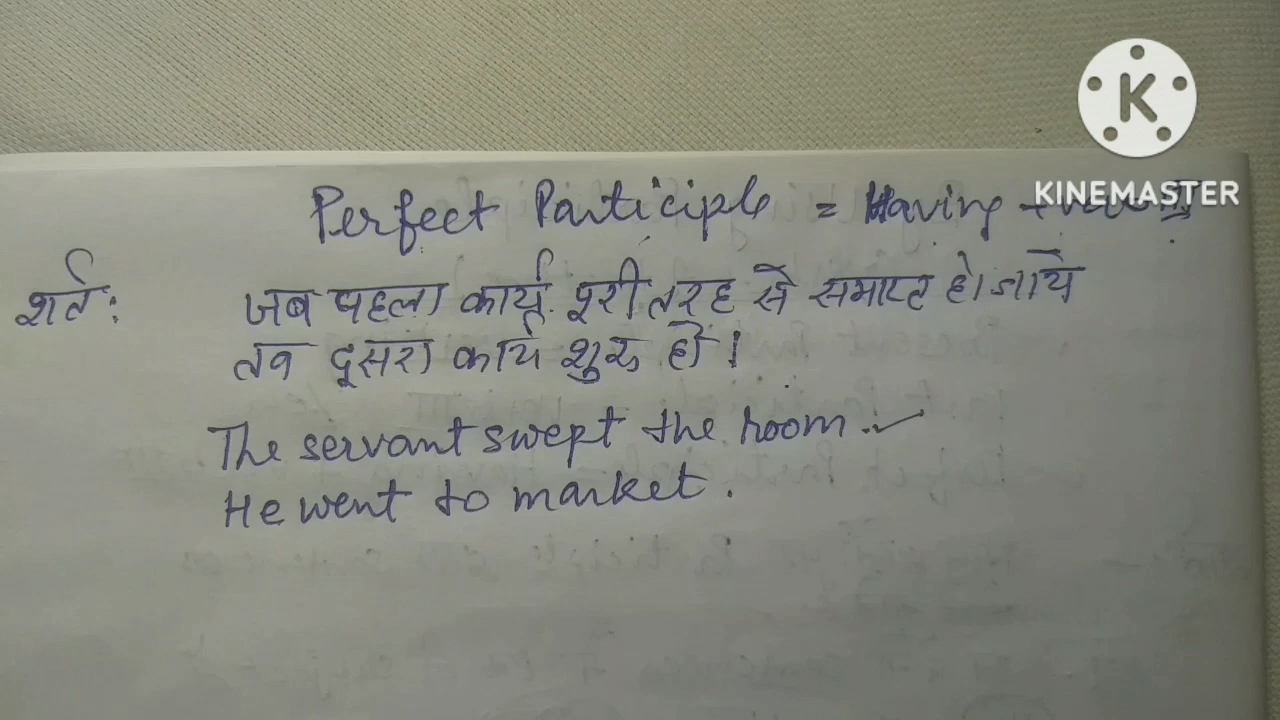 KINEMASTER
Perfect Participle = Having +
शर्त : जब पहला कार्य पूरी तरह से समाप्त हो जाये
तब दूसरा कार्य शुरू हो।
The servant swept the room.
He went to market.